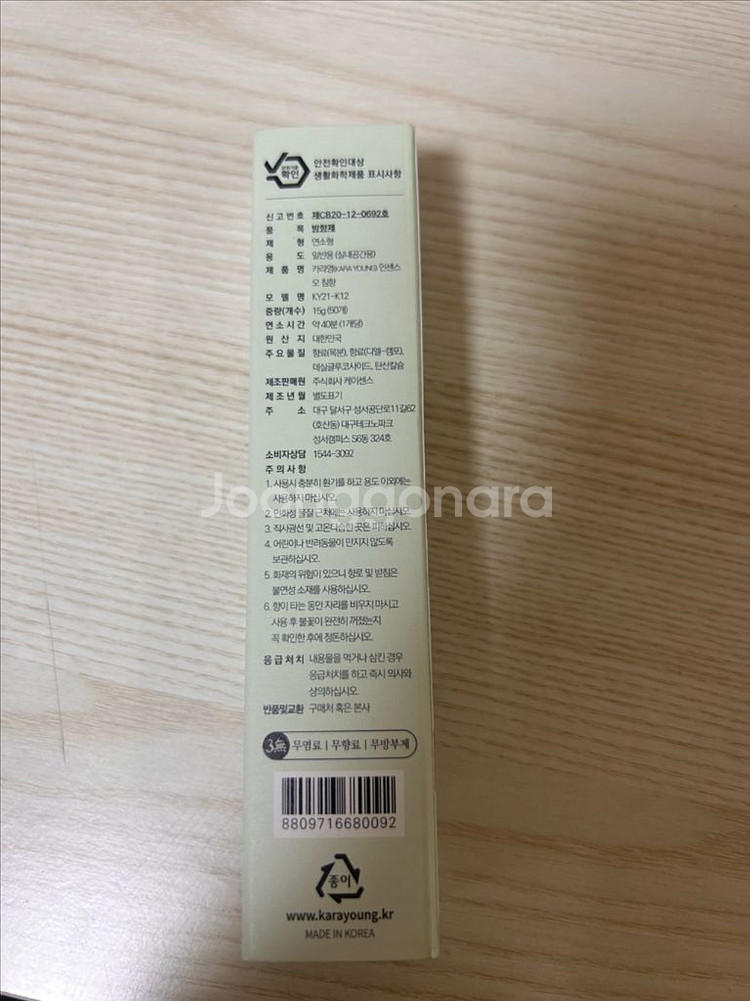 안전기준
확인
안전확인대상
생활화학제품 표시사항
신고번호 제CB20-12-0692호
품목 방향제
제형 연소형
용도 일반용 (실내공간용)
제품명 카라영(KARA YOUNG) 인센스
오 침향
모델명 KY21-K12
중량(개수) 15g (50개)
연소시간 약 40분 (1개당)
원산지 대한민국
주요물질 향료(목분), 향료(디엘-캠포),
데실글루코사이드, 탄산칼슘
제조판매원 주식회사 케이센스
제조년월 별도표기
주소 대구 달서구 성서공단로11길62
(호산동) 대구테크노파크
성서캠퍼스 S6동 324호
소비자상담 1544-3092
주의사항
1. 사용시 충분히 환기를 하고 용도 이외에는
사용하지 마십시오.
2. 인화성 물질 근처에는 사용하지 마십시오.
3. 직사광선 및 고온다습한 곳은 피하십시오.
4. 어린이나 반려동물이 만지지 않도록
보관하십시오.
5. 화재의 위험이 있으니 향로 및 받침은
불연성 소재를 사용하십시오.
6. 향이 타는 동안 자리를 비우지 마시고
사용 후 불꽃이 완전히 꺼졌는지
꼭 확인한 후에 정돈하십시오.
응급처치 내용물을 먹거나 삼킨 경우
응급처치를 하고 즉시 의사와
상의하십시오.
반품및교환 구매처 혹은 본사
3無 무염료 | 무향료 | 무방부제
8809716680092
종이
www.karayoung.kr
MADE IN KOREA
Joonggonara